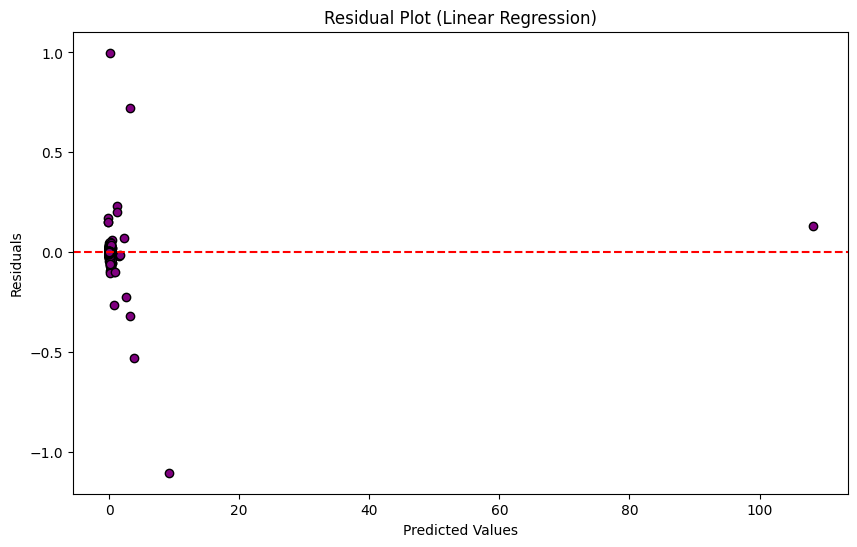 Residual Plot (Linear Regression)
1.0
0.5
0.0
−0.5
−1.0
Residuals
0 20 40 60 80 100
Predicted Values